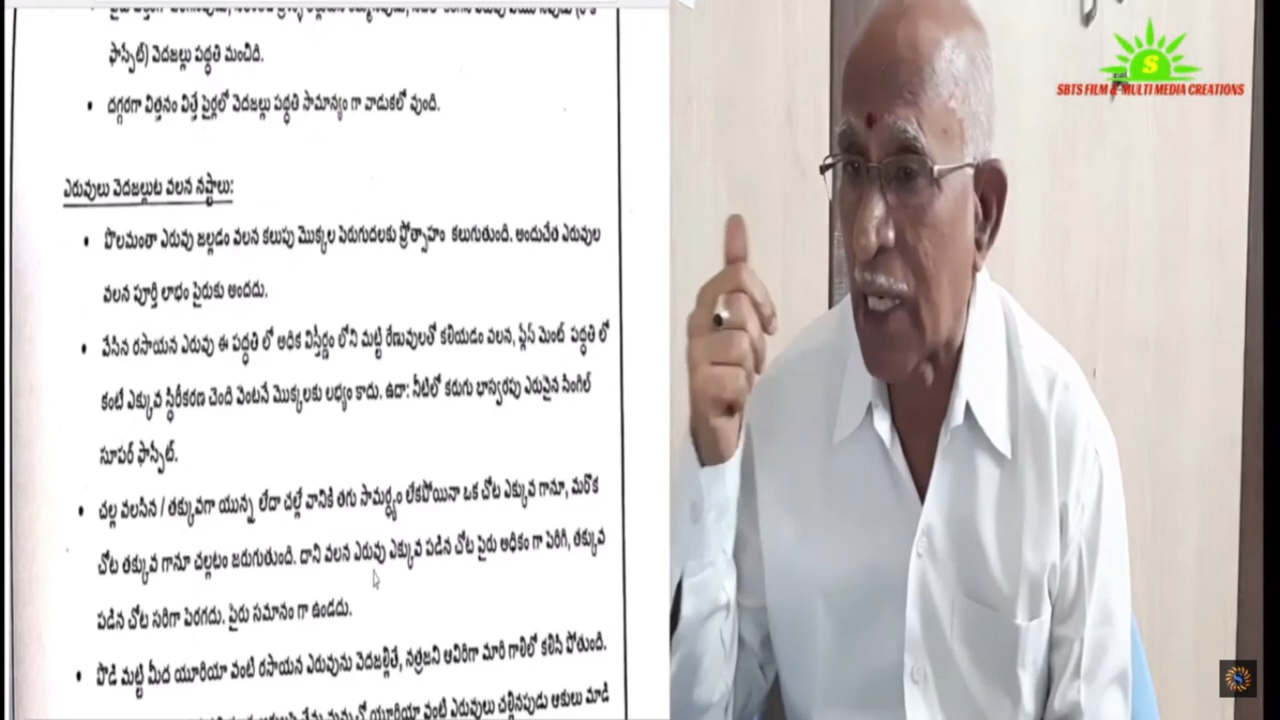 ఫాస్ఫేట్) వెదజల్లు పద్ధతి మంచిది.
• దగ్గరగా విత్తనం విత్తే పైర్లలో వెదజల్లు పద్ధతి సామాన్యం గా వాడుకలో వుంది.
ఎరువులు వెదజల్లుట వలన నష్టాలు:
• పొలమంతా ఎరువు జల్లడం వలన కలుపు మొక్కల పెరుగుదలకు ప్రోత్సాహం కలుగుతుంది. అందుచేత ఎరువుల
వలన పూర్తి లాభం పైరుకు అందదు.
• వేసిన రసాయన ఎరువు ఈ పద్ధతి లో అధిక విస్తీర్ణం లోని మట్టి రేణువులతో కలియడం వలన, ప్లేస్ మెంట్ పద్ధతి లో
కంటే ఎక్కువ స్థిరీకరణ చెంది వెంటనే మొక్కలకు లభ్యం కాదు. ఉదా: నీటిలో కరుగు భాస్వరపు ఎరువైన సింగిల్
సూపర్ ఫాస్ఫేట్.
• చల్ల వలసిన / తక్కువగా యున్న లేదా చల్లే వానికి తగు సామర్థ్యం లేకపోయినా ఒక చోట ఎక్కువ గానూ, మరొక
చోట తక్కువ గానూ చల్లటం జరుగుతుంది. దాని వలన ఎరువు ఎక్కువ పడిన చోట పైరు అధికం గా పెరిగి, తక్కువ
పడిన చోట సరిగా పెరగదు. పైరు సమానం గా ఉండదు.
• పొడి మట్టి మీద యూరియా వంటి రసాయన ఎరువును వెదజల్లితే, నత్రజని ఆవిరిగా మారి గాలిలో కలిసి పోతుంది.
యూరియా వంటి ఎరువులు చల్లినపుడు ఆకులు మాడి
S
SBTS FILM & MULTI MEDIA CREATIONS